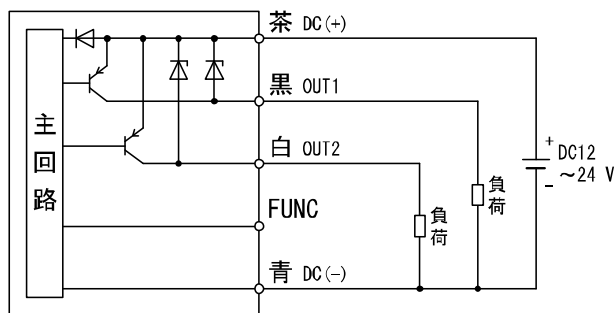 茶 DC(+)
黒 OUT1
主回路
白 OUT2
FUNC
青 DC(-)
負荷
負荷
+
DC12
～24 V
-